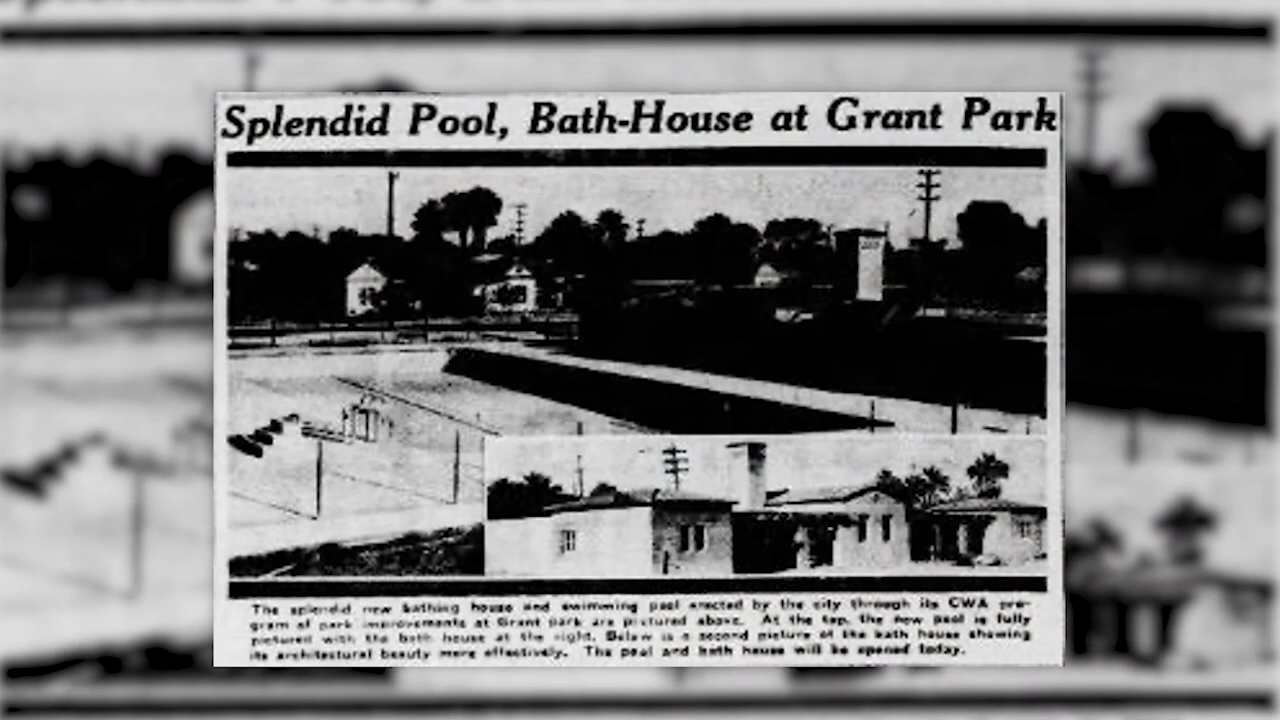 Splendid Pool, Bath-House at Grant Park
The splendid new bathing house and swimming pool erected by the city through its CWA pro-
gram of park improvements at Grant park are pictured above. At the top, the new pool is fully
pictured with the bath house at the right. Below is a second picture of the bath house showing
its architectural beauty more effectively. The pool and bath house will be opened today.